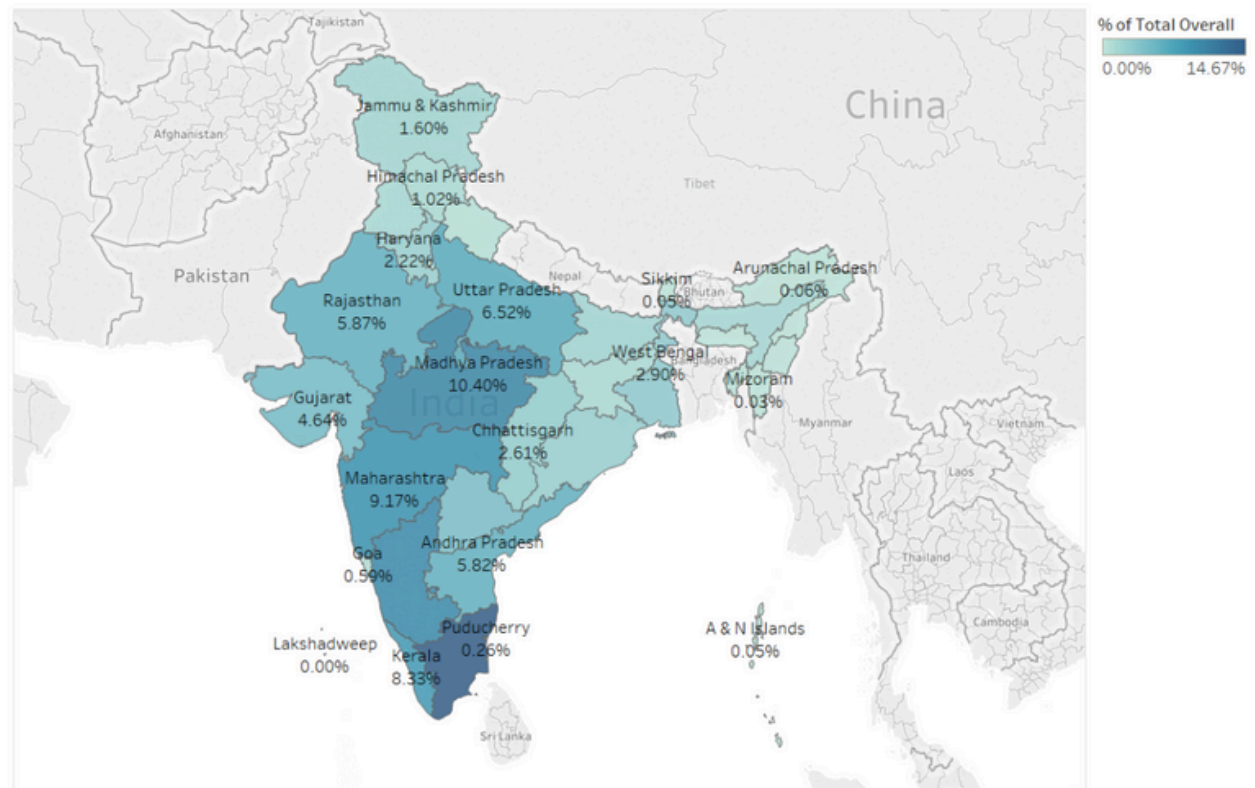 Tajikistan
% of Total Overall
0.00% 14.67%
China
Jammu & Kashmir
1.60%
Afghanistan
Himachal Pradesh
1.02%
Tibet
Haryana
2.22%
Pakistan
Nepal
Sikkim
0.05%
Bhutan
Arunachal Pradesh
0.06%
Rajasthan
5.87%
Uttar Pradesh
6.52%
Madhya Pradesh
10.40%
India
West Bengal
2.90%
Bangladesh
Mizoram
0.03%
Gujarat
4.64%
Myanmar
Vietnam
Chhattisgarh
2.61%
Laos
Maharashtra
9.17%
Goa
0.59%
Andhra Pradesh
5.82%
Thailand
Cambodia
Lakshadweep
0.00%
Kerala
8.33%
Puducherry
0.26%
A & N Islands
0.05%
Sri Lanka